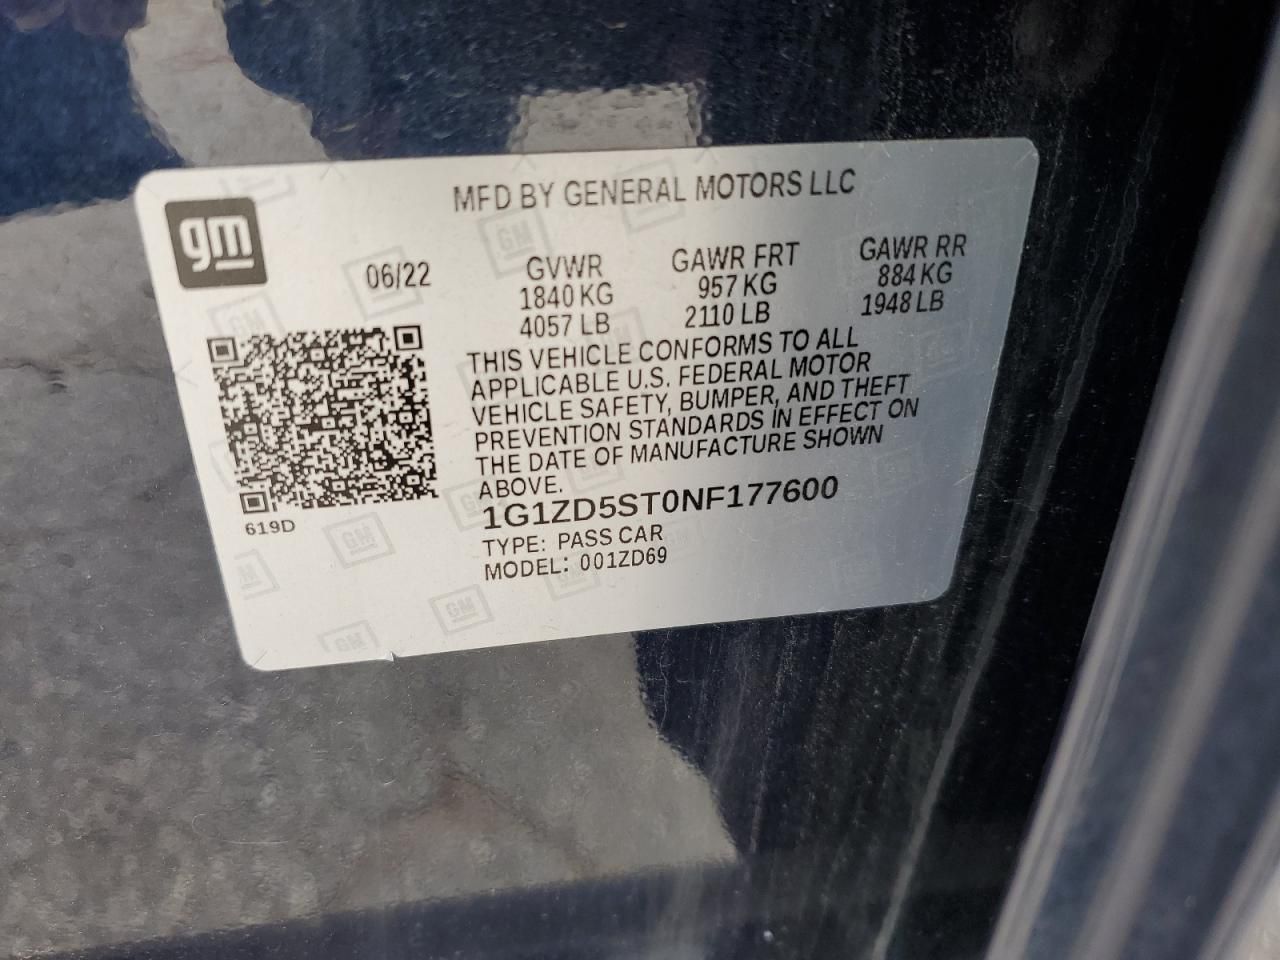 MFD BY GENERAL MOTORS LLC
gm
06/22
GVWR
1840 KG
4057 LB
GAWR FRT
957 KG
2110 LB
GAWR RR
884 KG
1948 LB
THIS VEHICLE CONFORMS TO ALL
APPLICABLE U.S. FEDERAL MOTOR
VEHICLE SAFETY, BUMPER, AND THEFT
PREVENTION STANDARDS IN EFFECT ON
THE DATE OF MANUFACTURE SHOWN
ABOVE.
1G1ZD5ST0NF177600
TYPE: PASS CAR
MODEL: 001ZD69
619D